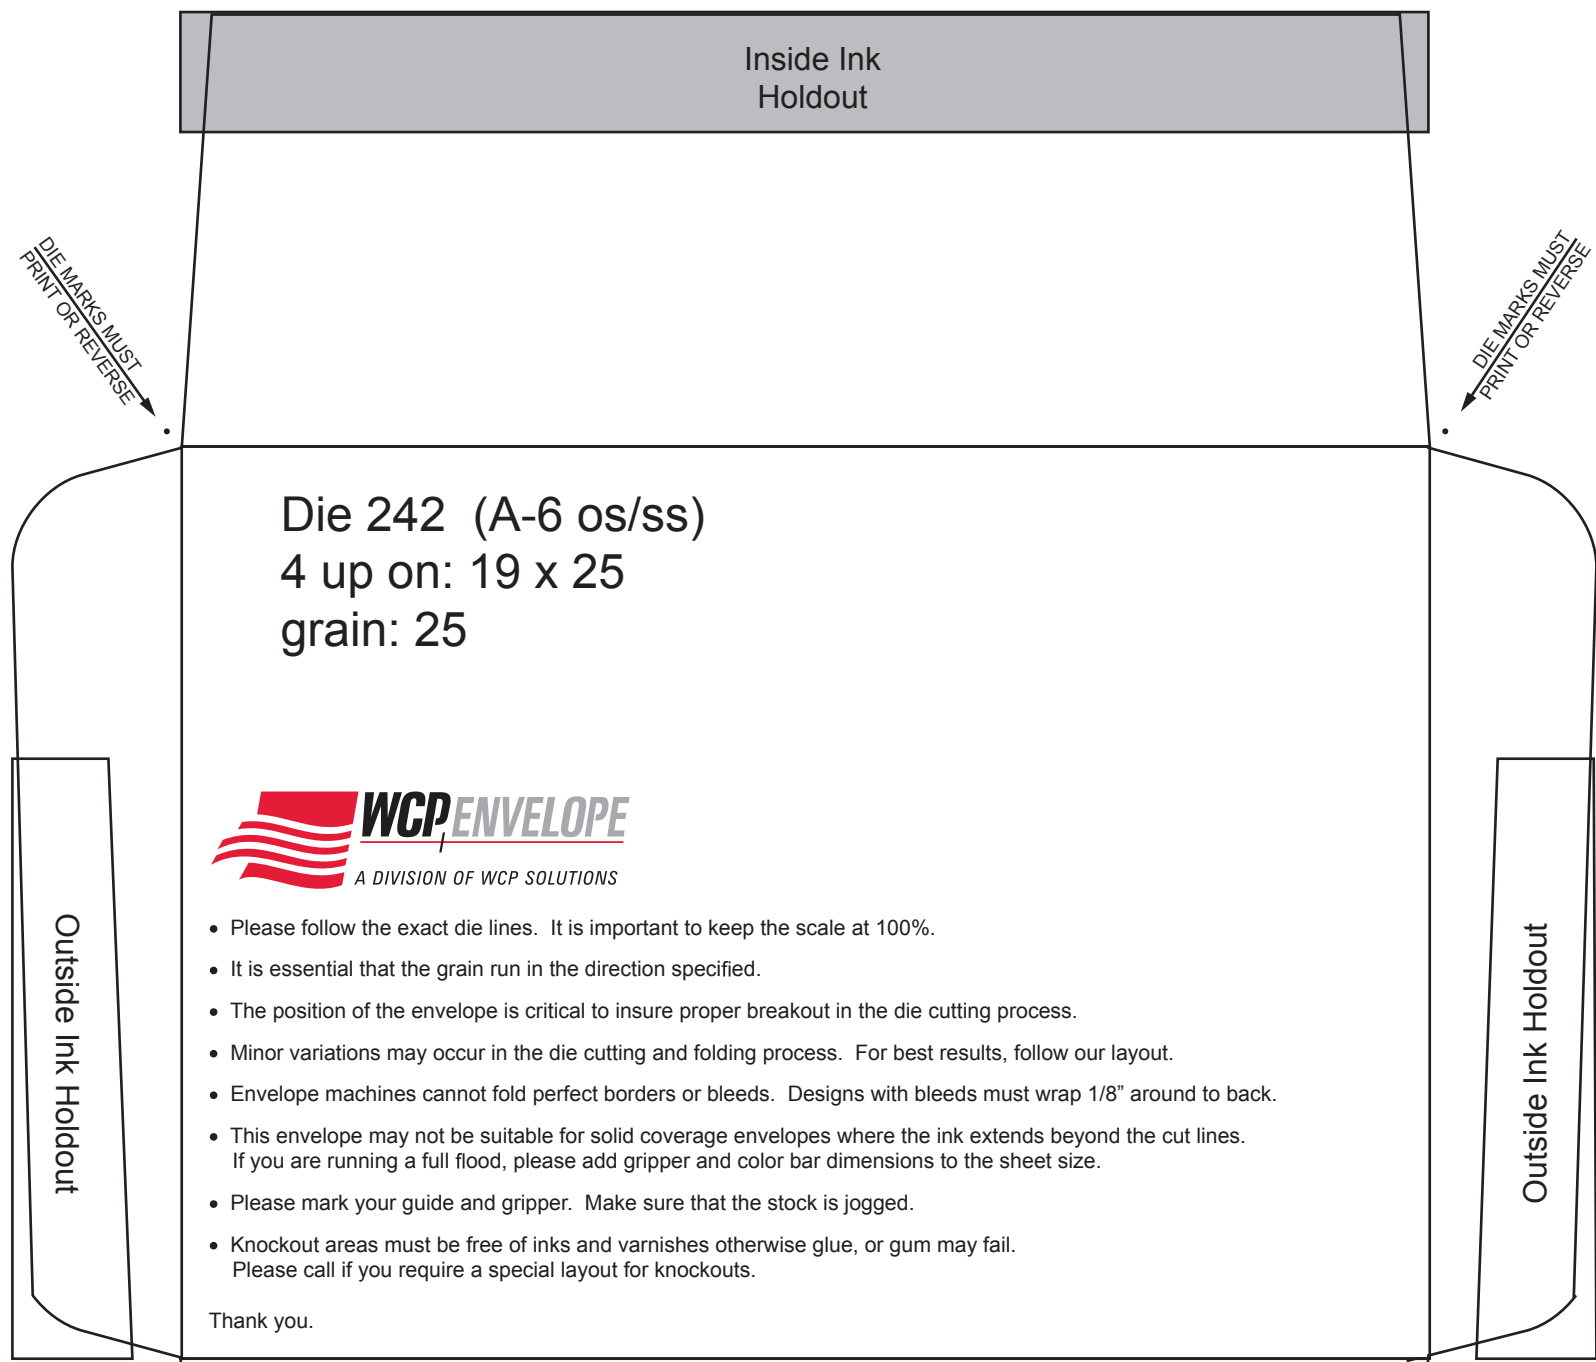 Inside Ink
Holdout
DIE MARKS MUST
PRINT OR REVERSE
DIE MARKS MUST
PRINT OR REVERSE
Die 242  (A-6 os/ss)
4 up on: 19 x 25
grain: 25
WCP ENVELOPE
A DIVISION OF WCP SOLUTIONS
• Please follow the exact die lines.  It is important to keep the scale at 100%.
• It is essential that the grain run in the direction specified.
• The position of the envelope is critical to insure proper breakout in the die cutting process.
• Minor variations may occur in the die cutting and folding process.  For best results, follow our layout.
• Envelope machines cannot fold perfect borders or bleeds.  Designs with bleeds must wrap 1/8” around to back.
• This envelope may not be suitable for solid coverage envelopes where the ink extends beyond the cut lines.
If you are running a full flood, please add gripper and color bar dimensions to the sheet size.
• Please mark your guide and gripper.  Make sure that the stock is jogged.
• Knockout areas must be free of inks and varnishes otherwise glue, or gum may fail.
Please call if you require a special layout for knockouts.
Thank you.
Outside Ink Holdout
Outside Ink Holdout